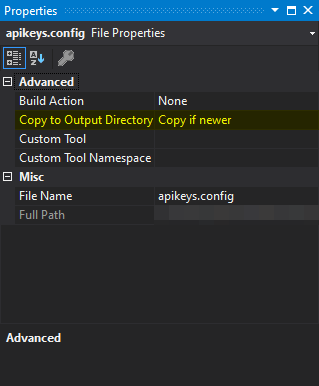 Properties
apikeys.config File Properties
Advanced
Build Action None
Copy to Output Directory Copy if newer
Custom Tool
Custom Tool Namespace
Misc
File Name apikeys.config
Full Path
Advanced